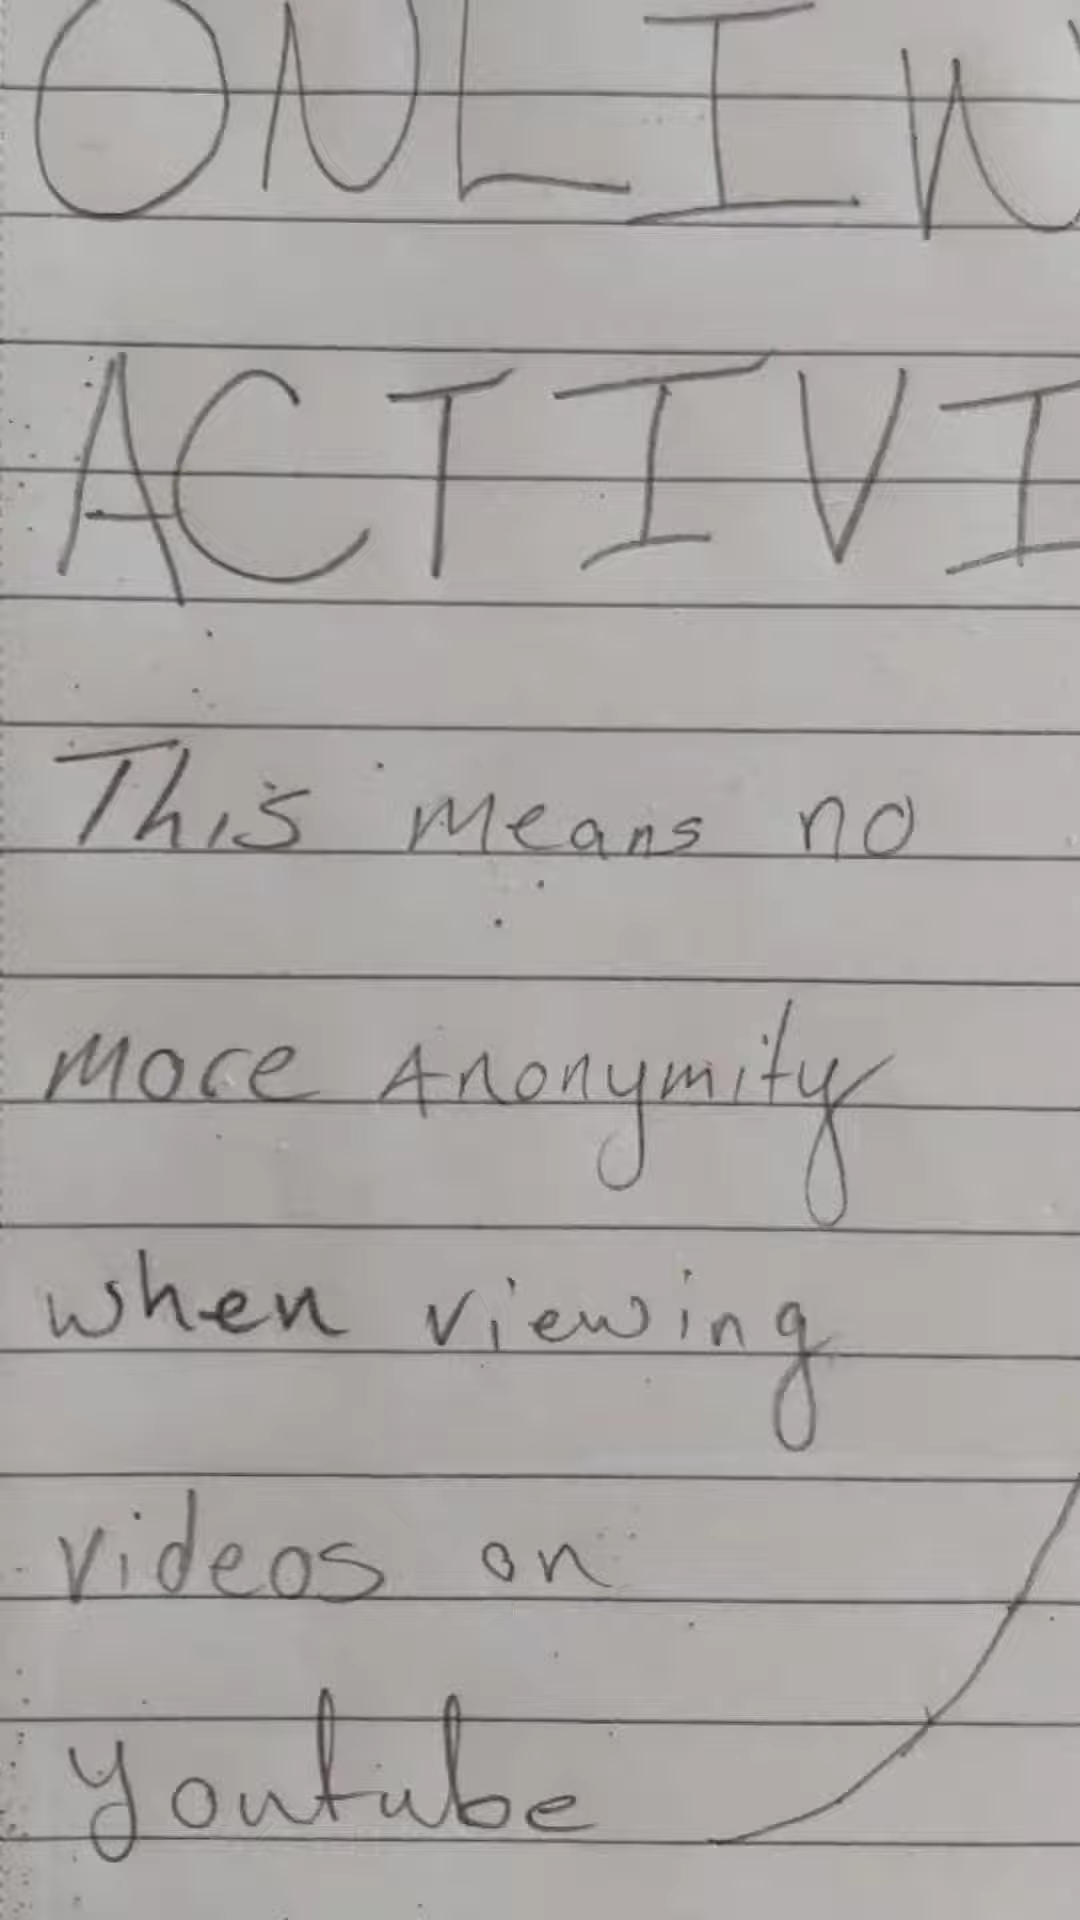 ONLIN
ACTIVI
This means no
more Anonymity
when viewing
videos on
youtube